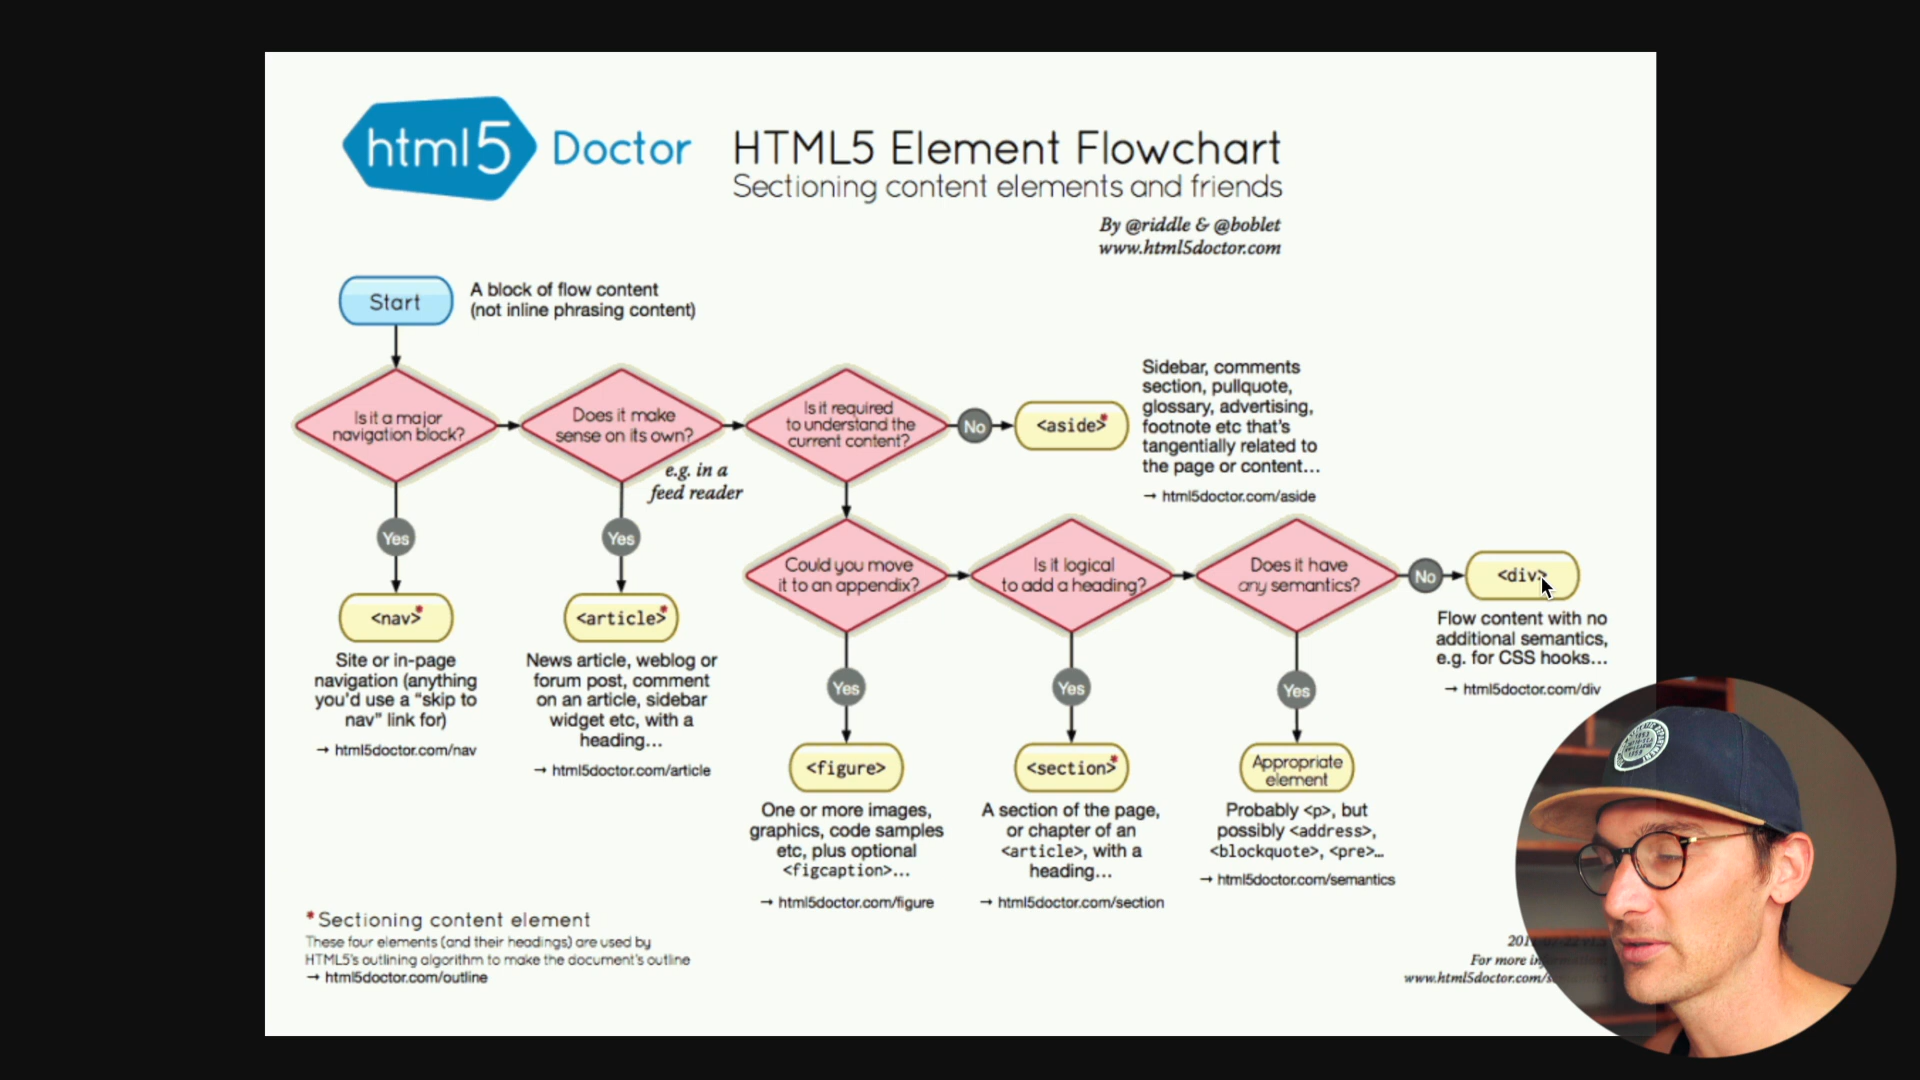 html5 Doctor
HTML5 Element Flowchart
Sectioning content elements and friends
By @riddle & @boblet
www.html5doctor.com
Start
A block of flow content
(not inline phrasing content)
Is it a major
navigation block?
Does it make
sense on its own?
e.g. in a
feed reader
Is it required
to understand the
current content?
No
<aside>*
Sidebar, comments
section, pullquote,
glossary, advertising,
footnote etc that's
tangentially related to
the page or content...
→ html5doctor.com/aside
Yes
<nav>*
Site or in-page
navigation (anything
you'd use a "skip to
nav" link for)
→ html5doctor.com/nav
Yes
<article>*
News article, weblog or
forum post, comment
on an article, sidebar
widget etc, with a
heading...
→ html5doctor.com/article
Could you move
it to an appendix?
Is it logical
to add a heading?
Does it have
any semantics?
No
<div>
Flow content with no
additional semantics,
e.g. for CSS hooks...
→ html5doctor.com/div
Yes
<figure>
One or more images,
graphics, code samples
etc, plus optional
<figcaption>...
→ html5doctor.com/figure
Yes
<section>*
A section of the page,
or chapter of an
<article>, with a
heading...
→ html5doctor.com/section
Yes
Appropriate
element
Probably <p>, but
possibly <address>,
<blockquote>, <pre>...
→ html5doctor.com/semantics
*Sectioning content element
These four elements (and their headings) are used by
HTML5's outlining algorithm to make the document's outline
→ html5doctor.com/outline
For more
www.html5doctor.com/